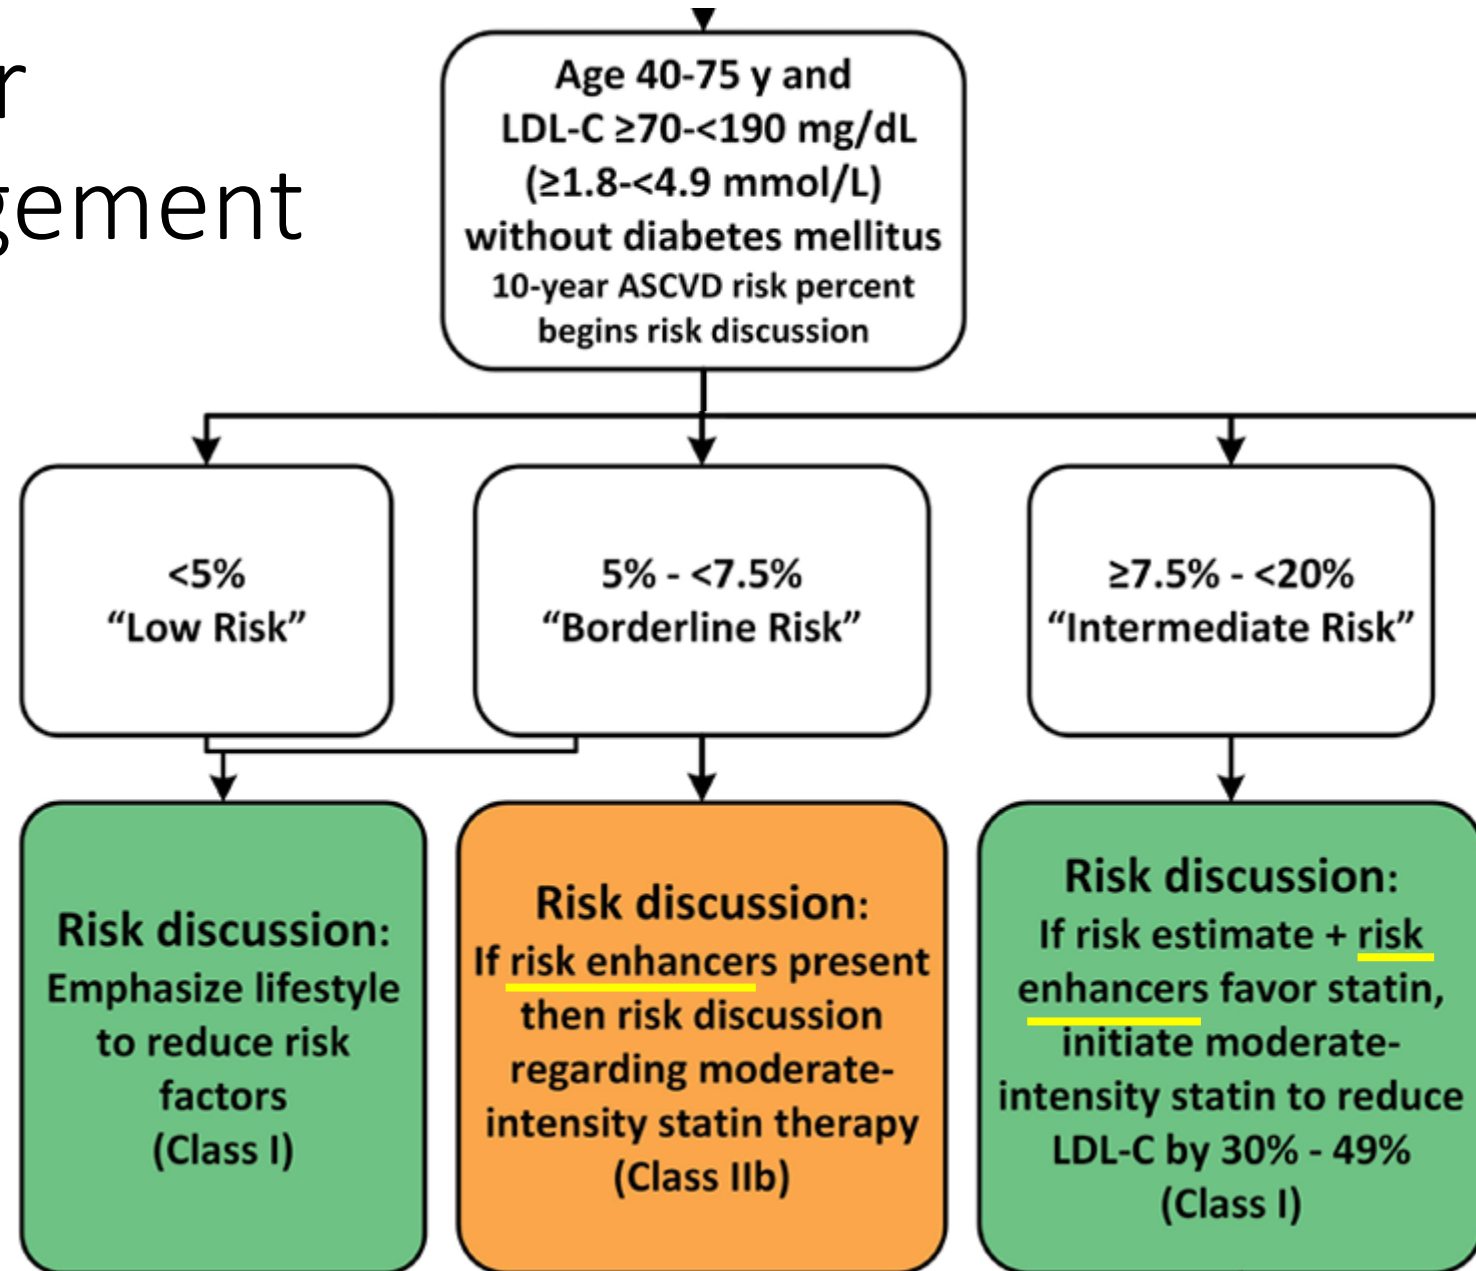 r
gement
Age 40-75 y and
LDL-C ≥70-<190 mg/dL
(≥1.8-<4.9 mmol/L)
without diabetes mellitus
10-year ASCVD risk percent
begins risk discussion
<5%
“Low Risk”
5% - <7.5%
“Borderline Risk”
≥7.5% - <20%
“Intermediate Risk”
Risk discussion:
Emphasize lifestyle
to reduce risk
factors
(Class I)
Risk discussion:
If risk enhancers present
then risk discussion
regarding moderate-
intensity statin therapy
(Class IIb)
Risk discussion:
If risk estimate + risk
enhancers favor statin,
initiate moderate-
intensity statin to reduce
LDL-C by 30% - 49%
(Class I)